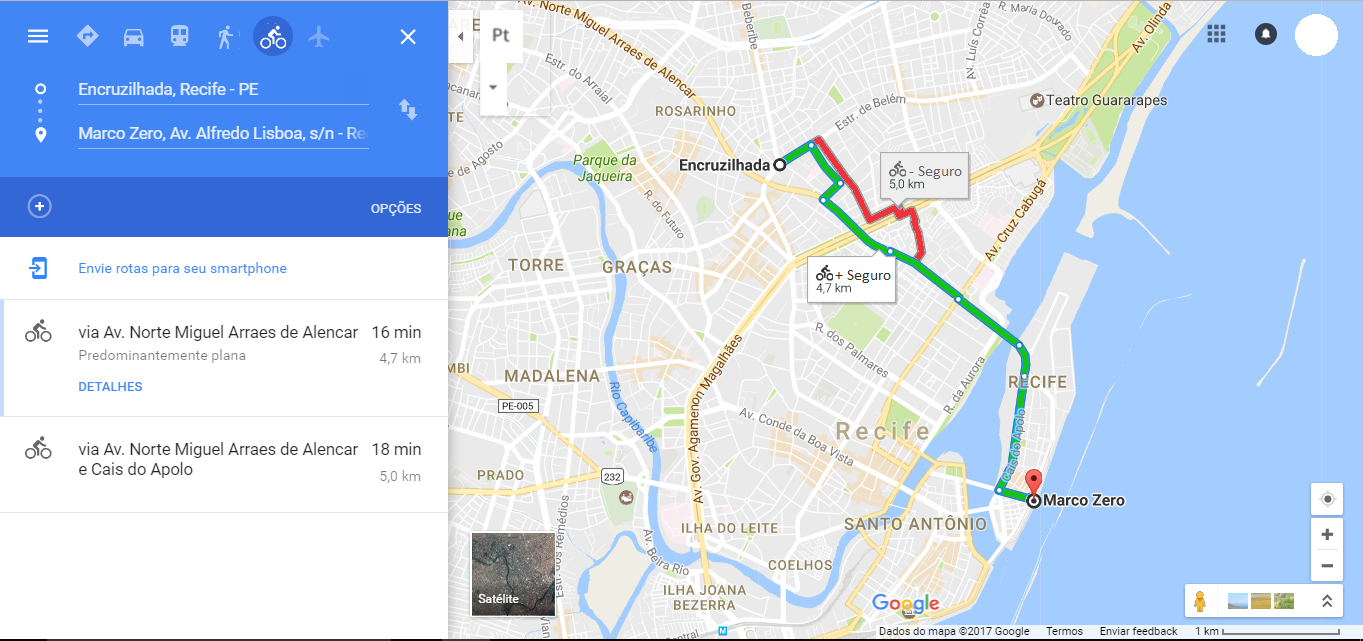 Encruzilhada, Recife - PE
Marco Zero, Av. Alfredo Lisboa, s/n - Re
OPÇÕES
Envie rotas para seu smartphone
via Av. Norte Miguel Arraes de Alencar 16 min
Predominantemente plana 4,7 km
DETALHES
via Av. Norte Miguel Arraes de Alencar 18 min
e Cais do Apolo
5,0 km
Pt
Av. Norte Miguel Arraes de Alencar
R. Maria Dourado
Av. Olinda
Av. Luís Correa
Estr. do Arraial
ROSARINHO
Estr. de Belém
Teatro Guararapes
Parque da
Jaqueira
Encruzilhada
- Seguro
5,0 km
R. do Futuro
Av. Cruz Cabugá
TORRE
GRAÇAS
+ Seguro
4,7 km
R. dos Palmares
Av. Gov. Agamenon Magalhães
MADALENA
RECIFE
PE-005
Rio Capibaribe
R. da Aurora
Av. Conde da Boa Vista
Recife
Cais do Apolo
PRADO
232
Marco Zero
Estr. dos Remédios
ILHA DO LEITE
SANTO ANTÔNIO
Av. Beira Rio
COELHOS
Satélite
ILHA JOANA
BEZERRA
Google
M
Dados do mapa ©2017 Google Termos Enviar feedback 1 km